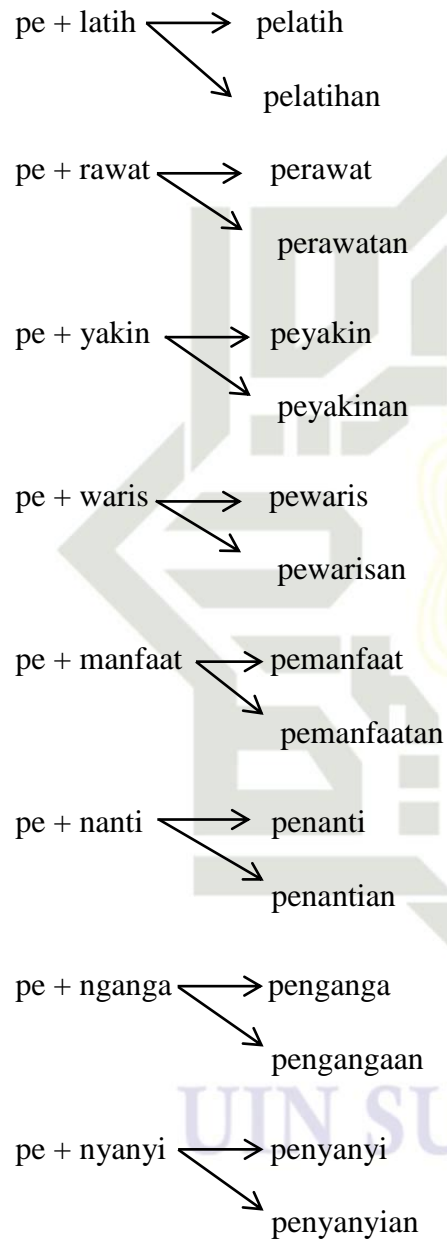 pe + latih pelatih
pelatihan
pe + rawat perawat
perawatan
pe + yakin peyakin
peyakinan
pe + waris pewaris
pewarisan
pe + manfaat pemanfaat
pemanfaatan
pe + nanti penanti
penantian
pe + nganga penganga
pengangaan
UIN SU
pe + nyanyi penyanyi
penyanyian